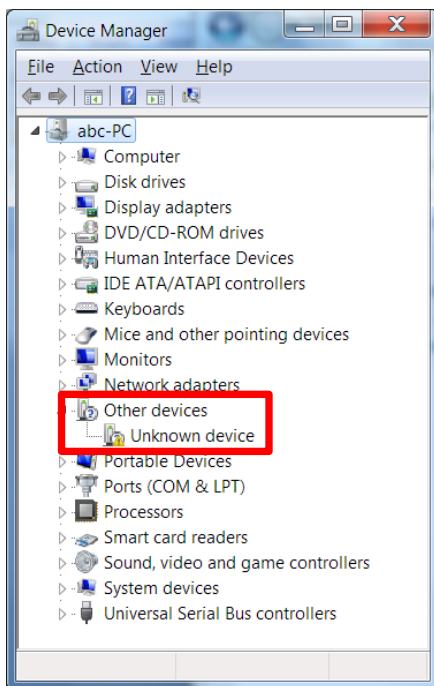 Device Manager
File Action View Help
abc-PC
Computer
Disk drives
Display adapters
DVD/CD-ROM drives
Human Interface Devices
IDE ATA/ATAPI controllers
Keyboards
Mice and other pointing devices
Monitors
Network adapters
Other devices
Unknown device
Portable Devices
Ports (COM & LPT)
Processors
Smart card readers
Sound, video and game controllers
System devices
Universal Serial Bus controllers